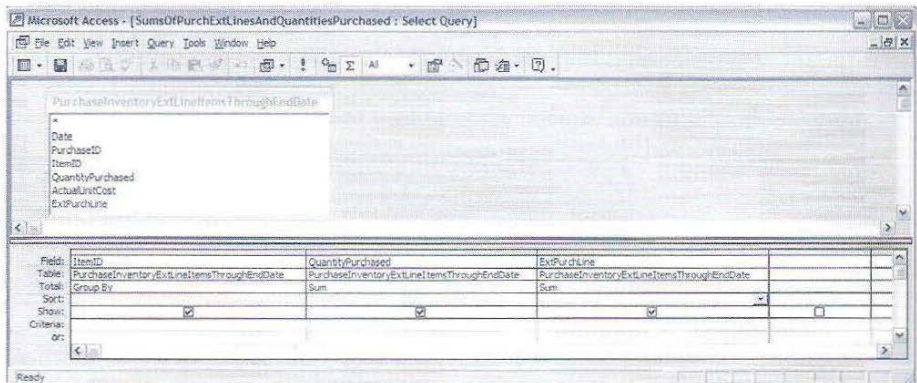 Microsoft Access - [SumsOfPurchExtLinesAndQuantitiesPurchased : Select Query]
File Edit View Insert Query Tools Window Help
Σ All
PurchaseInventoryExtLineItemsThroughEndDate
*
Date
PurchaseID
ItemID
QuantityPurchased
ActualUnitCost
ExtPurchLine
Field: ItemID QuantityPurchased ExtPurchLine
Table: PurchaseInventoryExtLineItemsThroughEndDate PurchaseInventoryExtLineItemsThroughEndDate PurchaseInventoryExtLineItemsThroughEndDate
Total: Group By Sum Sum
Sort:
Show:
Criteria:
or:
Ready